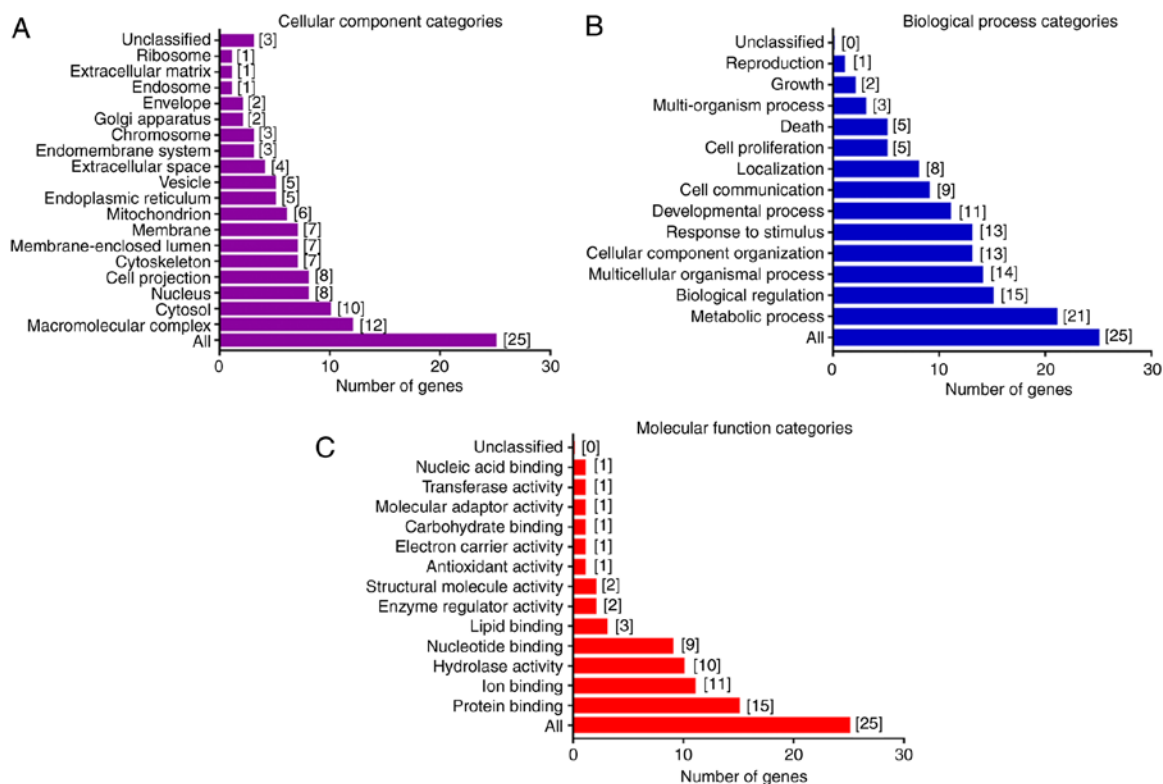 A
Cellular component categories
Unclassified [3]
Ribosome [1]
Extracellular matrix [1]
Endosome [1]
Envelope [2]
Golgi apparatus [2]
Chromosome [3]
Endomembrane system [3]
Extracellular space [4]
Vesicle [5]
Endoplasmic reticulum [5]
Mitochondrion [6]
Membrane [7]
Membrane-enclosed lumen [7]
Cytoskeleton [7]
Cell projection [8]
Nucleus [8]
Cytosol [10]
Macromolecular complex [12]
All [25]
0 10 20 30
Number of genes
B
Biological process categories
Unclassified [0]
Reproduction [1]
Growth [2]
Multi-organism process [3]
Death [5]
Cell proliferation [5]
Localization [8]
Cell communication [9]
Developmental process [11]
Response to stimulus [13]
Cellular component organization [13]
Multicellular organismal process [14]
Biological regulation [15]
Metabolic process [21]
All [25]
0 10 20 30
Number of genes
C
Molecular function categories
Unclassified [0]
Nucleic acid binding [1]
Transferase activity [1]
Molecular adaptor activity [1]
Carbohydrate binding [1]
Electron carrier activity [1]
Antioxidant activity [1]
Structural molecule activity [2]
Enzyme regulator activity [2]
Lipid binding [3]
Nucleotide binding [9]
Hydrolase activity [10]
Ion binding [11]
Protein binding [15]
All [25]
0 10 20 30
Number of genes